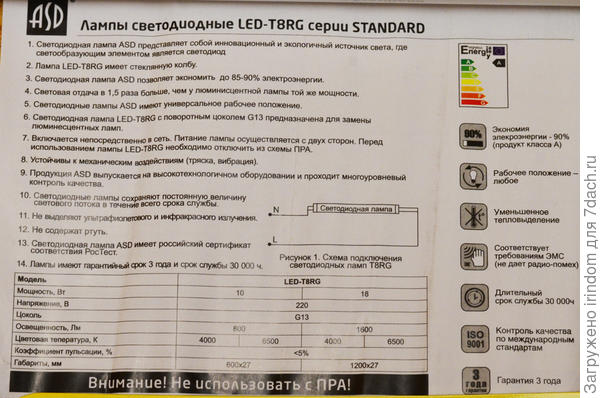 ASD
Лампы светодиодные LED-T8RG серии STANDARD
1. Светодиодная лампа ASD представляет собой инновационный и экологичный источник света, где
светообразующим элементом является светодиод
2. Лампа LED-T8RG имеет стеклянную колбу.
3. Светодиодная лампа ASD позволяет экономить до 85-90% электроэнергии.
4. Световая отдача в 1,5 раза больше, чем у люминисцентной лампы той же мощности.
5. Светодиодные лампы ASD имеют универсальное рабочее положение.
6. Светодиодная лампа LED-T8RG с поворотным цоколем G13 предназначена для замены
люминесцентных ламп.
7. Включается непосредственно в сеть. Питание лампы осуществляется с двух сторон. Перед
использованием лампы LED-T8RG необходимо отключить из схемы ПРА.
8. Устойчивы к механическим воздействиям (тряска, вибрация).
9. Продукция ASD выпускается на высокотехнологичном оборудовании и проходит многоуровневый
контроль качества.
10. Светодиодные лампы сохраняют постоянную величину
светового потока в течение всего срока службы.
11. Не выделяют ультрафиолетового и инфракрасного излучения.
12. Не содержат ртуть.
13. Светодиодная лампа ASD имеет российский сертификат
соответствия РосТест.
14. Лампы имеют гарантийный срок 3 года и срок службы 30 000 ч.
N
Светодиодная лампа
L
Рисунок 1. Схема подключения
светодиодных ламп T8RG
Модель LED-T8RG
Мощность, Вт 10 18
Напряжение, В 220
Цоколь G13
Освещенность, Лм 800 1600
Цветовая температура, К 4000 6500 4000 6500
Коэффициент пульсации, % <5%
Габариты, мм 600x27 1200x27
Внимание! Не использовать с ПРА!
Energ
A
A
90%
Экономия
элекроэнергии - 90%
(продукт класса А)
Рабочее положение –
любое
Уменьшенное
тепловыделение
Соответствует
требованиям ЭМС
(не дает радио-помех)
Длительный
срок службы 30 000ч
ISO
9001
Контроль качества
по международным
стандартам
3
года
гарантия
Гарантия 3 года
Загружено irindom для 7dach.ru